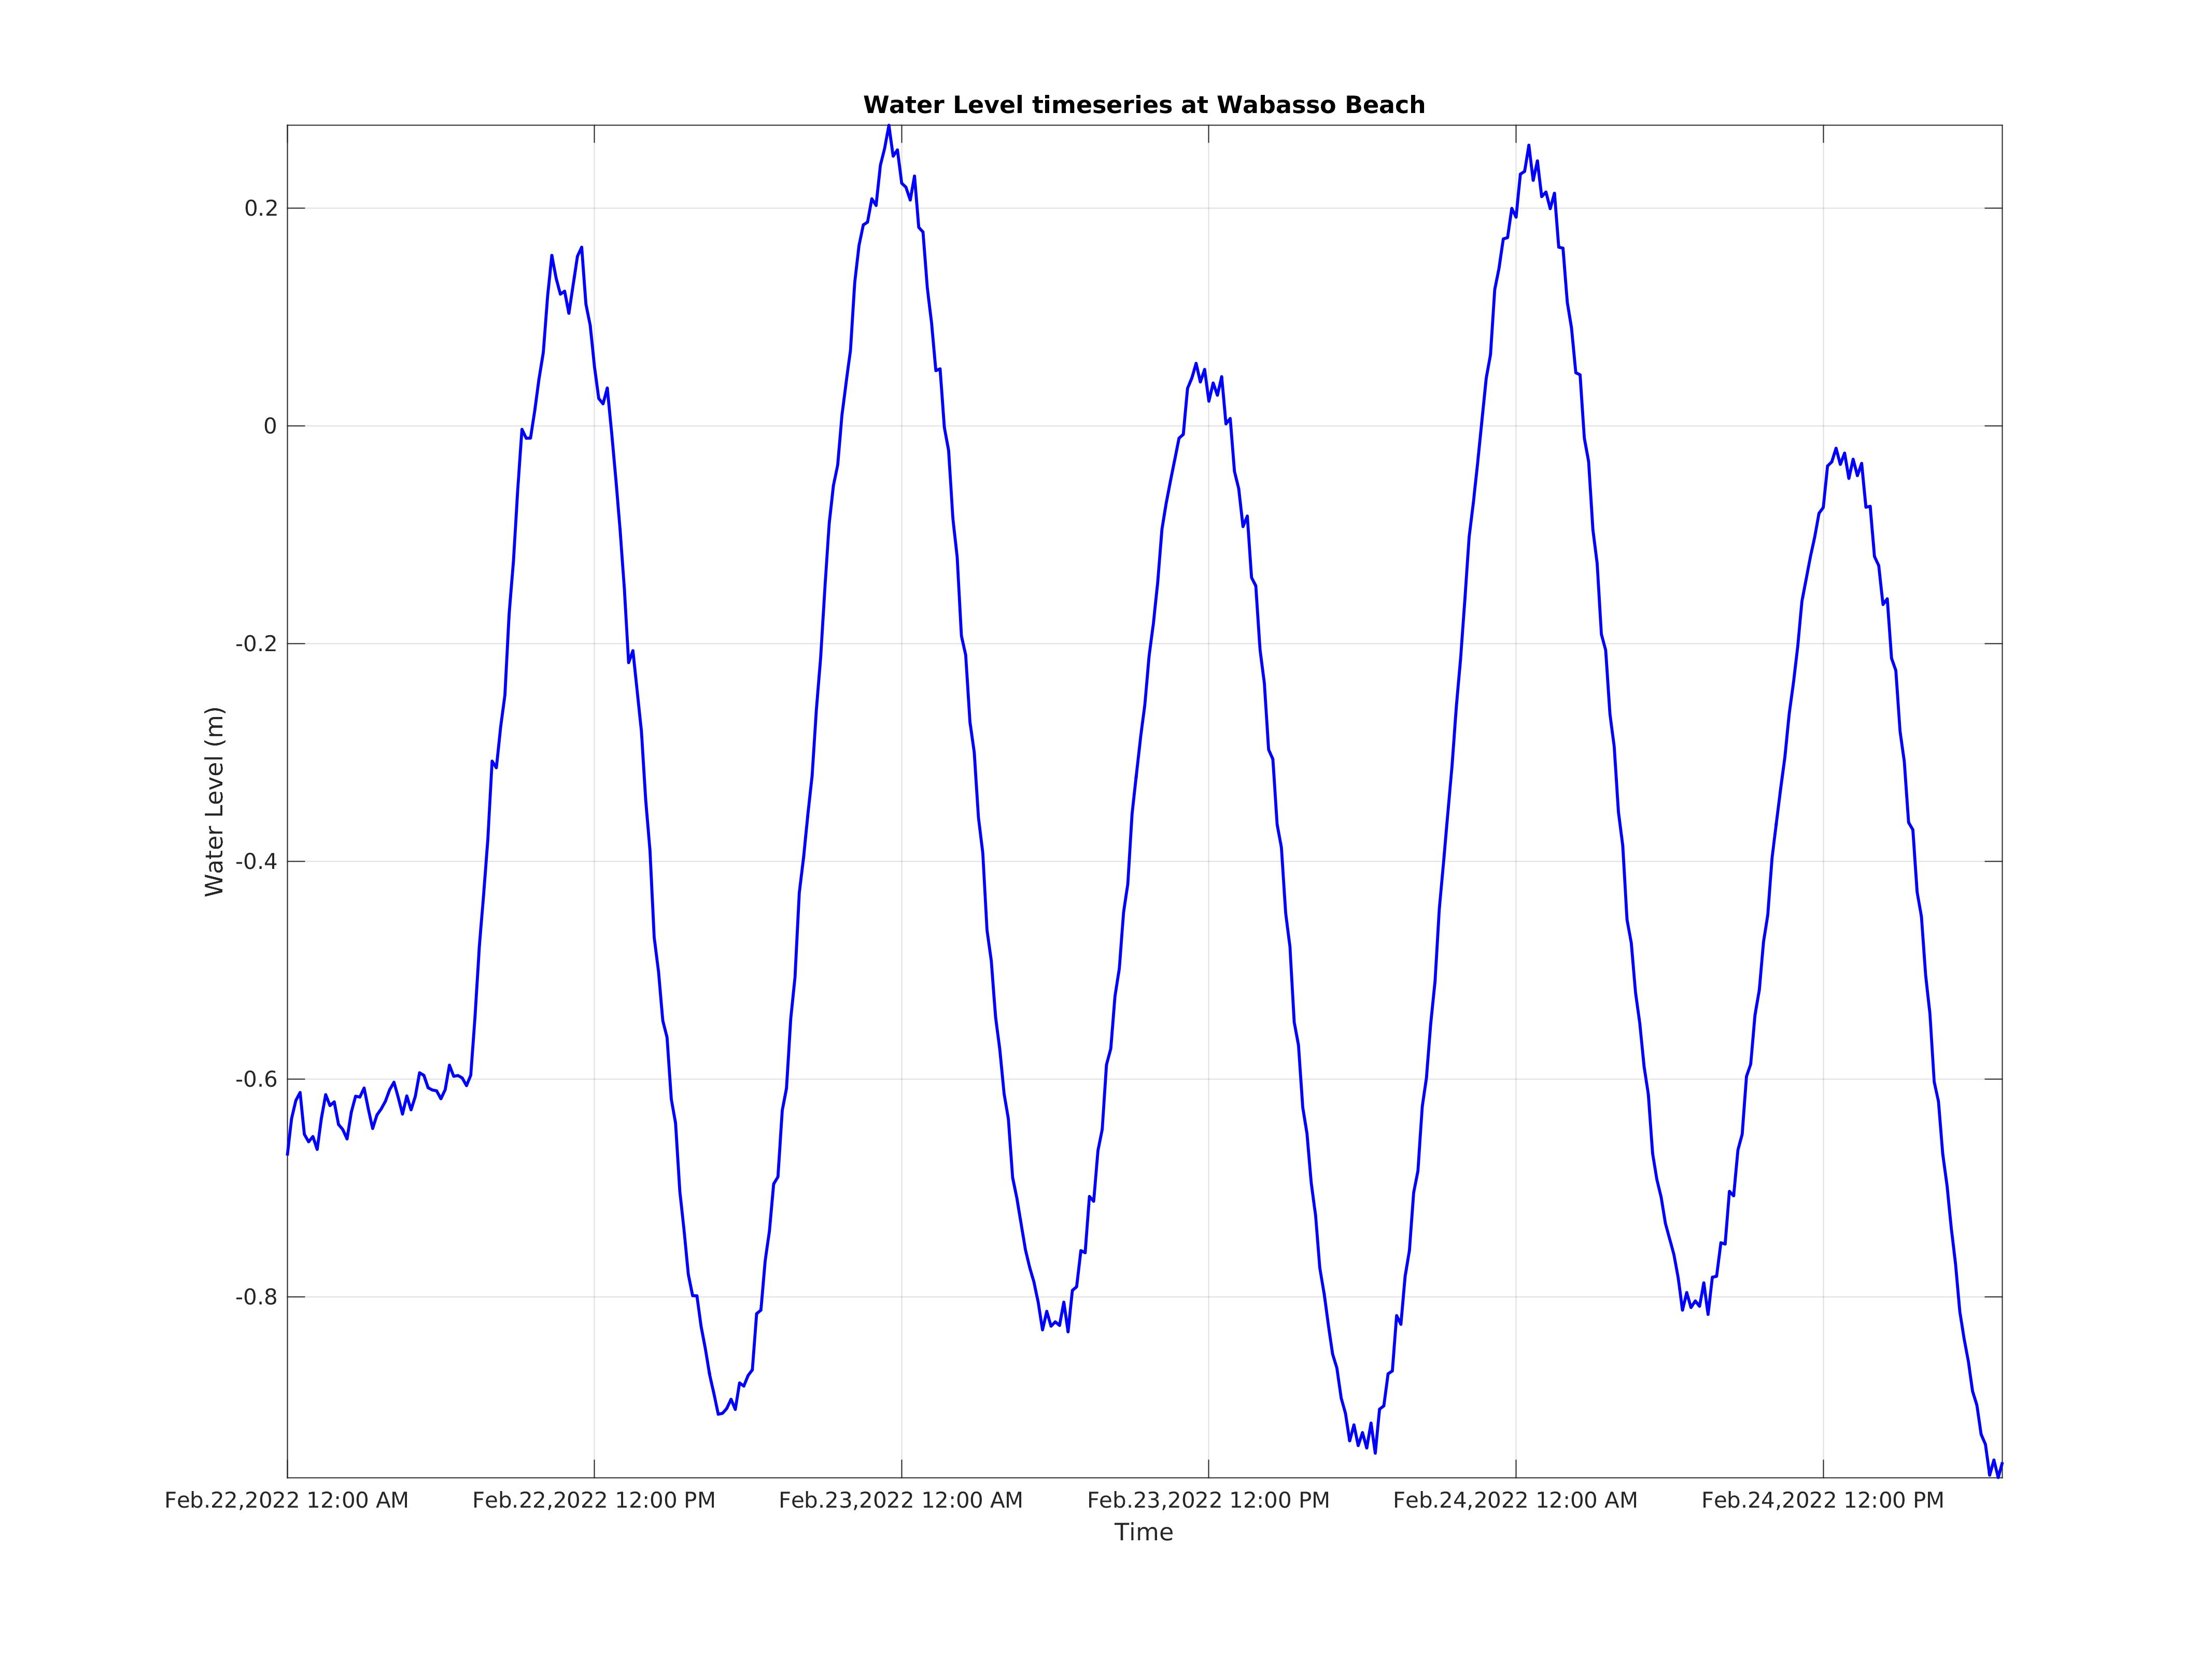 Water Level timeseries at Wabasso Beach
0.2
0
-0.2
-0.4
-0.6
-0.8
Water Level (m)
Feb.22,2022 12:00 AM
Feb.22,2022 12:00 PM
Feb.23,2022 12:00 AM
Feb.23,2022 12:00 PM
Feb.24,2022 12:00 AM
Feb.24,2022 12:00 PM
Time